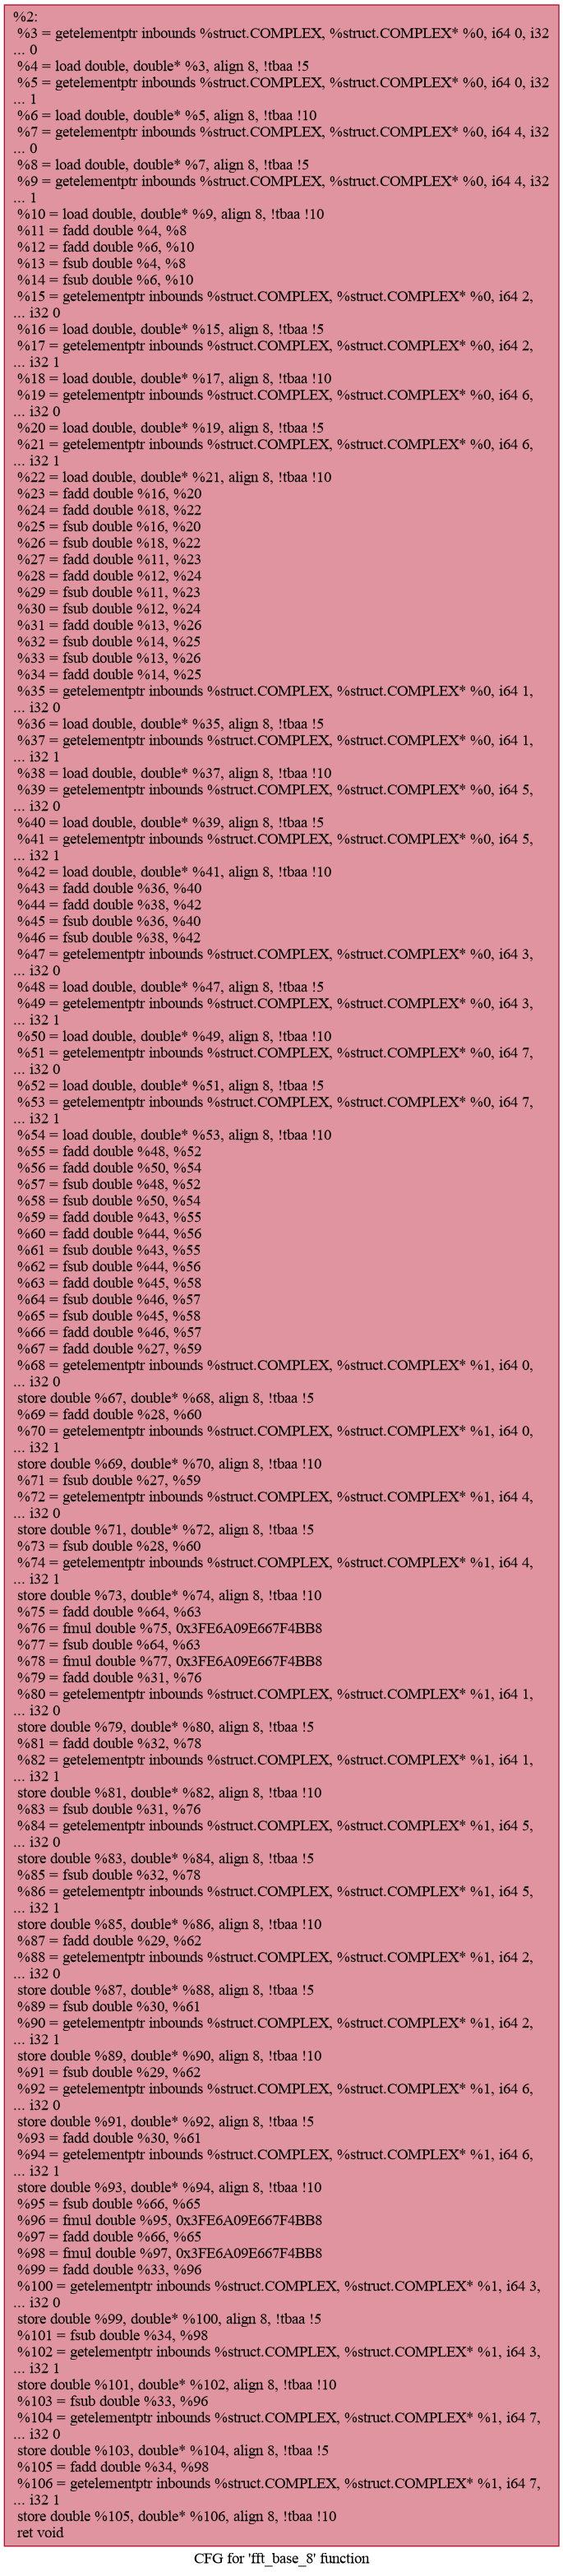 %2:
%3 = getelementptr inbounds %struct.COMPLEX, %struct.COMPLEX* %0, i64 0, i32
... 0
%4 = load double, double* %3, align 8, !tbaa !5
%5 = getelementptr inbounds %struct.COMPLEX, %struct.COMPLEX* %0, i64 0, i32
... 1
%6 = load double, double* %5, align 8, !tbaa !10
%7 = getelementptr inbounds %struct.COMPLEX, %struct.COMPLEX* %0, i64 4, i32
... 0
%8 = load double, double* %7, align 8, !tbaa !5
%9 = getelementptr inbounds %struct.COMPLEX, %struct.COMPLEX* %0, i64 4, i32
... 1
%10 = load double, double* %9, align 8, !tbaa !10
%11 = fadd double %4, %8
%12 = fadd double %6, %10
%13 = fsub double %4, %8
%14 = fsub double %6, %10
%15 = getelementptr inbounds %struct.COMPLEX, %struct.COMPLEX* %0, i64 2,
... i32 0
%16 = load double, double* %15, align 8, !tbaa !5
%17 = getelementptr inbounds %struct.COMPLEX, %struct.COMPLEX* %0, i64 2,
... i32 1
%18 = load double, double* %17, align 8, !tbaa !10
%19 = getelementptr inbounds %struct.COMPLEX, %struct.COMPLEX* %0, i64 6,
... i32 0
%20 = load double, double* %19, align 8, !tbaa !5
%21 = getelementptr inbounds %struct.COMPLEX, %struct.COMPLEX* %0, i64 6,
... i32 1
%22 = load double, double* %21, align 8, !tbaa !10
%23 = fadd double %16, %20
%24 = fadd double %18, %22
%25 = fsub double %16, %20
%26 = fsub double %18, %22
%27 = fadd double %11, %23
%28 = fadd double %12, %24
%29 = fsub double %11, %23
%30 = fsub double %12, %24
%31 = fadd double %13, %26
%32 = fsub double %14, %25
%33 = fsub double %13, %26
%34 = fadd double %14, %25
%35 = getelementptr inbounds %struct.COMPLEX, %struct.COMPLEX* %0, i64 1,
... i32 0
%36 = load double, double* %35, align 8, !tbaa !5
%37 = getelementptr inbounds %struct.COMPLEX, %struct.COMPLEX* %0, i64 1,
... i32 1
%38 = load double, double* %37, align 8, !tbaa !10
%39 = getelementptr inbounds %struct.COMPLEX, %struct.COMPLEX* %0, i64 5,
... i32 0
%40 = load double, double* %39, align 8, !tbaa !5
%41 = getelementptr inbounds %struct.COMPLEX, %struct.COMPLEX* %0, i64 5,
... i32 1
%42 = load double, double* %41, align 8, !tbaa !10
%43 = fadd double %36, %40
%44 = fadd double %38, %42
%45 = fsub double %36, %40
%46 = fsub double %38, %42
%47 = getelementptr inbounds %struct.COMPLEX, %struct.COMPLEX* %0, i64 3,
... i32 0
%48 = load double, double* %47, align 8, !tbaa !5
%49 = getelementptr inbounds %struct.COMPLEX, %struct.COMPLEX* %0, i64 3,
... i32 1
%50 = load double, double* %49, align 8, !tbaa !10
%51 = getelementptr inbounds %struct.COMPLEX, %struct.COMPLEX* %0, i64 7,
... i32 0
%52 = load double, double* %51, align 8, !tbaa !5
%53 = getelementptr inbounds %struct.COMPLEX, %struct.COMPLEX* %0, i64 7,
... i32 1
%54 = load double, double* %53, align 8, !tbaa !10
%55 = fadd double %48, %52
%56 = fadd double %50, %54
%57 = fsub double %48, %52
%58 = fsub double %50, %54
%59 = fadd double %43, %55
%60 = fadd double %44, %56
%61 = fsub double %43, %55
%62 = fsub double %44, %56
%63 = fadd double %45, %58
%64 = fsub double %46, %57
%65 = fsub double %45, %58
%66 = fadd double %46, %57
%67 = fadd double %27, %59
%68 = getelementptr inbounds %struct.COMPLEX, %struct.COMPLEX* %1, i64 0,
... i32 0
store double %67, double* %68, align 8, !tbaa !5
%69 = fadd double %28, %60
%70 = getelementptr inbounds %struct.COMPLEX, %struct.COMPLEX* %1, i64 0,
... i32 1
store double %69, double* %70, align 8, !tbaa !10
%71 = fsub double %27, %59
%72 = getelementptr inbounds %struct.COMPLEX, %struct.COMPLEX* %1, i64 4,
... i32 0
store double %71, double* %72, align 8, !tbaa !5
%73 = fsub double %28, %60
%74 = getelementptr inbounds %struct.COMPLEX, %struct.COMPLEX* %1, i64 4,
... i32 1
store double %73, double* %74, align 8, !tbaa !10
%75 = fadd double %64, %63
%76 = fmul double %75, 0x3FE6A09E667F4BB8
%77 = fsub double %64, %63
%78 = fmul double %77, 0x3FE6A09E667F4BB8
%79 = fadd double %31, %76
%80 = getelementptr inbounds %struct.COMPLEX, %struct.COMPLEX* %1, i64 1,
... i32 0
store double %79, double* %80, align 8, !tbaa !5
%81 = fadd double %32, %78
%82 = getelementptr inbounds %struct.COMPLEX, %struct.COMPLEX* %1, i64 1,
... i32 1
store double %81, double* %82, align 8, !tbaa !10
%83 = fsub double %31, %76
%84 = getelementptr inbounds %struct.COMPLEX, %struct.COMPLEX* %1, i64 5,
... i32 0
store double %83, double* %84, align 8, !tbaa !5
%85 = fsub double %32, %78
%86 = getelementptr inbounds %struct.COMPLEX, %struct.COMPLEX* %1, i64 5,
... i32 1
store double %85, double* %86, align 8, !tbaa !10
%87 = fadd double %29, %62
%88 = getelementptr inbounds %struct.COMPLEX, %struct.COMPLEX* %1, i64 2,
... i32 0
store double %87, double* %88, align 8, !tbaa !5
%89 = fsub double %30, %61
%90 = getelementptr inbounds %struct.COMPLEX, %struct.COMPLEX* %1, i64 2,
... i32 1
store double %89, double* %90, align 8, !tbaa !10
%91 = fsub double %29, %62
%92 = getelementptr inbounds %struct.COMPLEX, %struct.COMPLEX* %1, i64 6,
... i32 0
store double %91, double* %92, align 8, !tbaa !5
%93 = fadd double %30, %61
%94 = getelementptr inbounds %struct.COMPLEX, %struct.COMPLEX* %1, i64 6,
... i32 1
store double %93, double* %94, align 8, !tbaa !10
%95 = fsub double %66, %65
%96 = fmul double %95, 0x3FE6A09E667F4BB8
%97 = fadd double %66, %65
%98 = fmul double %97, 0x3FE6A09E667F4BB8
%99 = fadd double %33, %96
%100 = getelementptr inbounds %struct.COMPLEX, %struct.COMPLEX* %1, i64 3,
... i32 0
store double %99, double* %100, align 8, !tbaa !5
%101 = fsub double %34, %98
%102 = getelementptr inbounds %struct.COMPLEX, %struct.COMPLEX* %1, i64 3,
... i32 1
store double %101, double* %102, align 8, !tbaa !10
%103 = fsub double %33, %96
%104 = getelementptr inbounds %struct.COMPLEX, %struct.COMPLEX* %1, i64 7,
... i32 0
store double %103, double* %104, align 8, !tbaa !5
%105 = fadd double %34, %98
%106 = getelementptr inbounds %struct.COMPLEX, %struct.COMPLEX* %1, i64 7,
... i32 1
store double %105, double* %106, align 8, !tbaa !10
ret void
CFG for 'fft_base_8' function